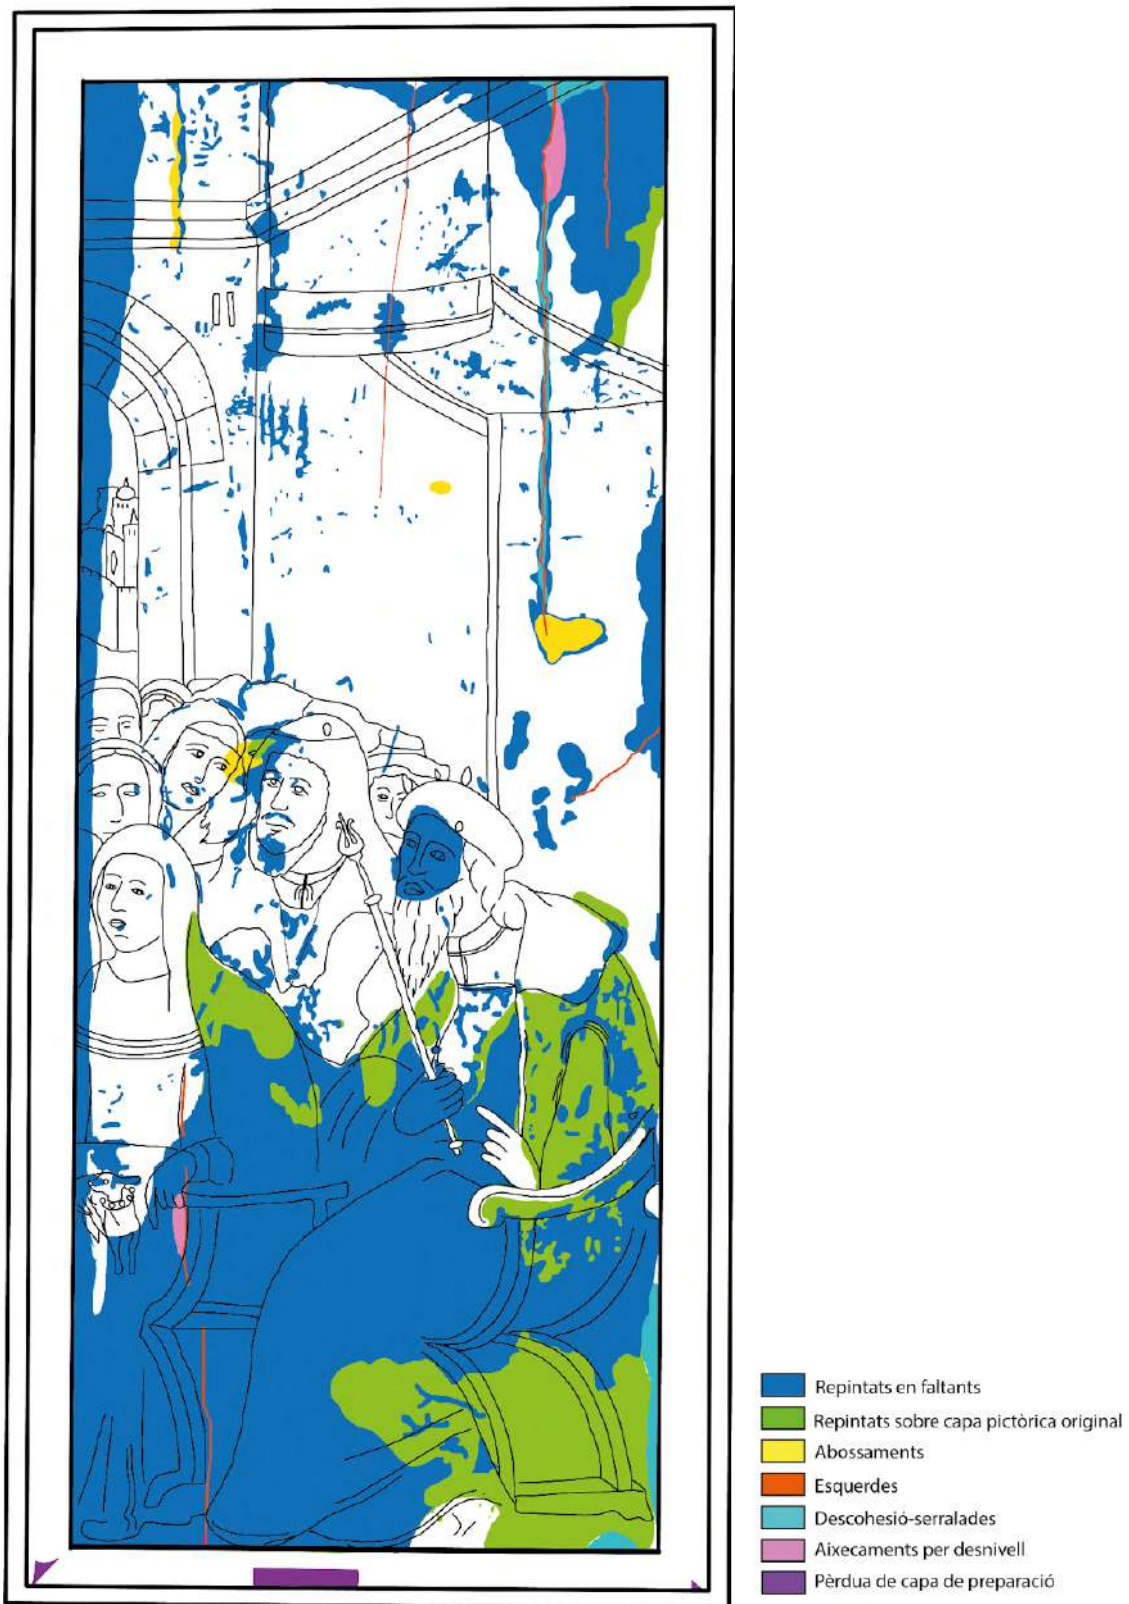 Repintats en faltants
Repintats sobre capa pictòrica original
Abossaments
Esquerdes
Descohesió-serralades
Aixecaments per desnivell
Pèrdua de capa de preparació